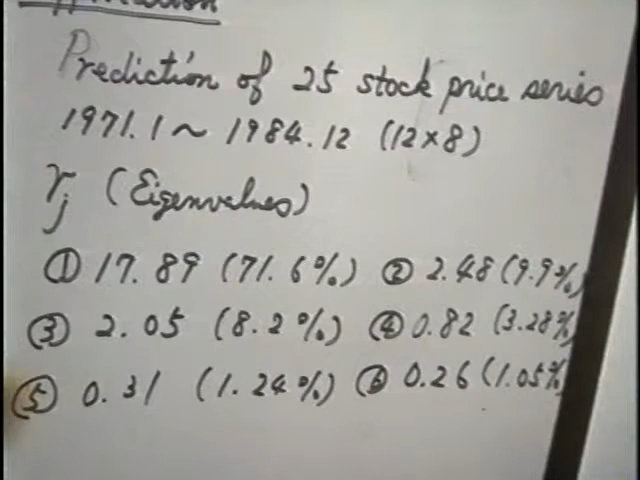 Prediction of 25 stock price series
1971.1 ~ 1984.12 (12×8)
γj (Eigenvalues)
① 17.89 (71.6%) ② 2.48 (9.9%)
③ 2.05 (8.2%) ④ 0.82 (3.28%
⑤ 0.31 (1.24%) ⑥ 0.26 (1.05%